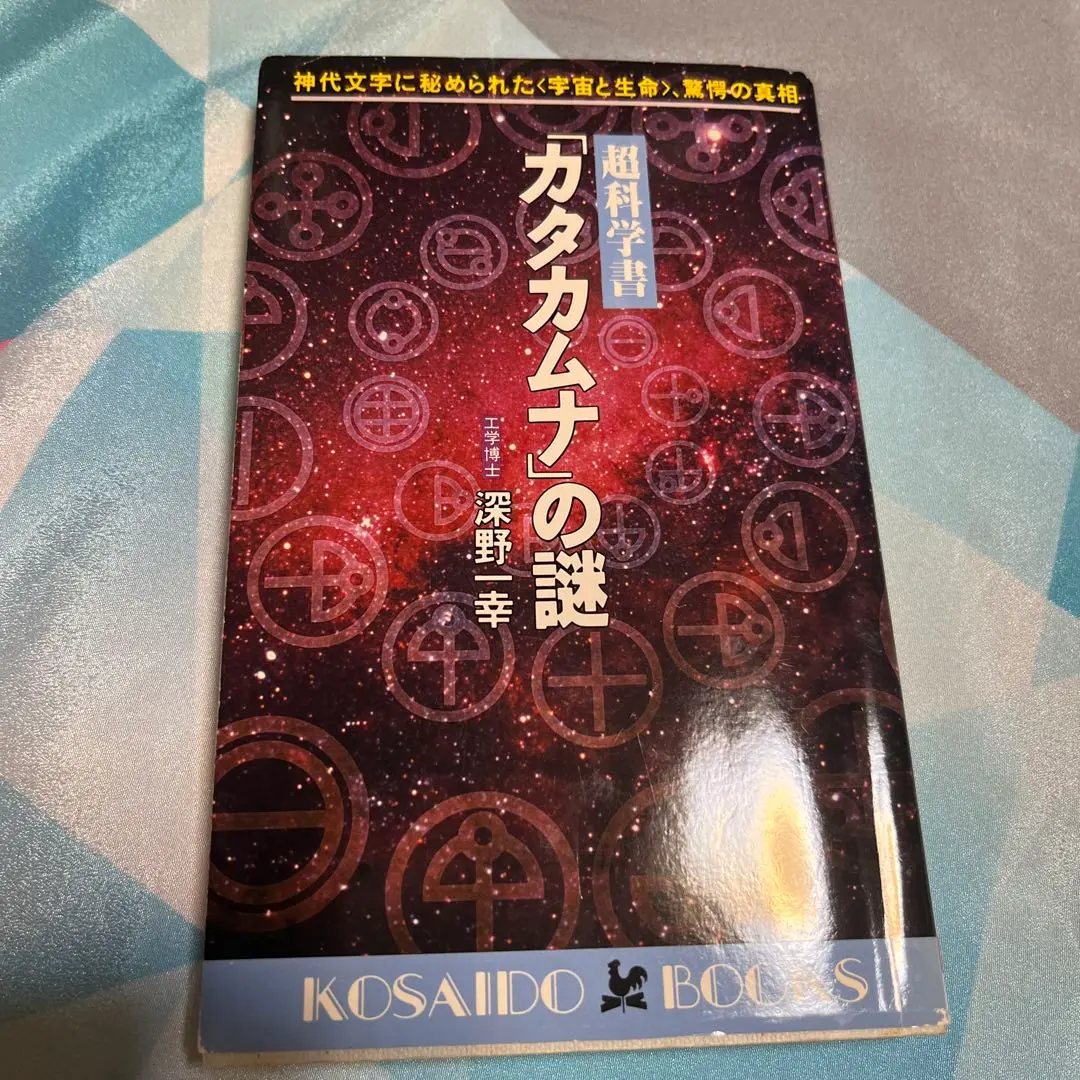 神代文字に秘められた〈宇宙と生命〉、驚愕の真相
超科学書
「カタカムナ」の謎
工学博士 深野一幸
KOSAIDO BOOKS